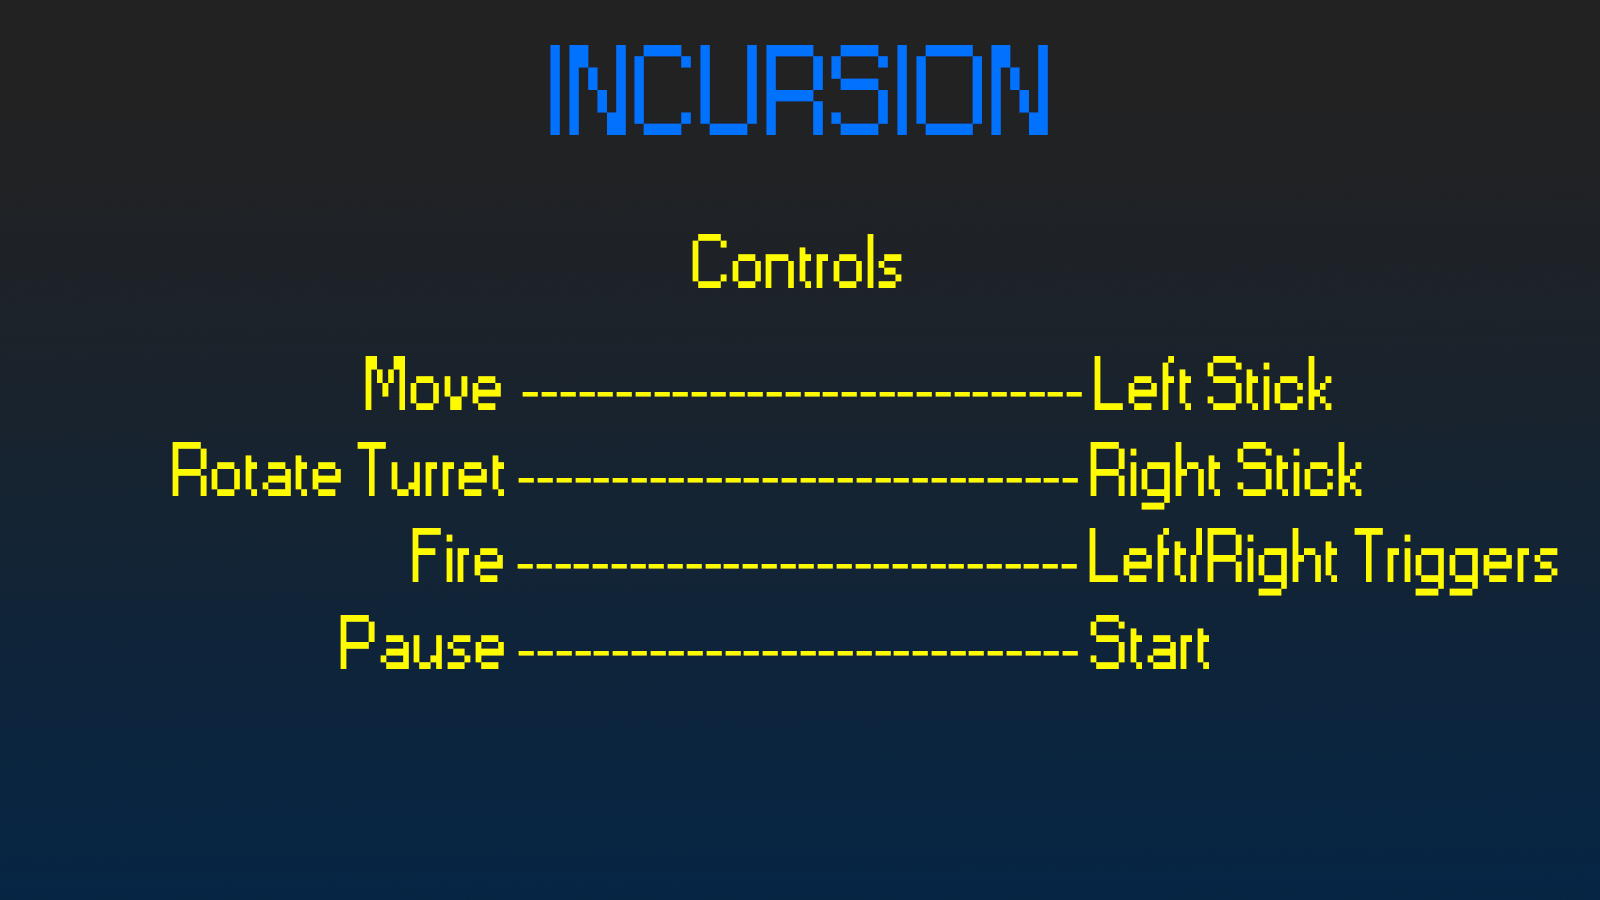 INCURSION
Controls
Move ------------------------------ Left Stick
Rotate Turret ------------------------------ Right Stick
Fire ------------------------------ Left/Right Triggers
Pause ------------------------------ Start